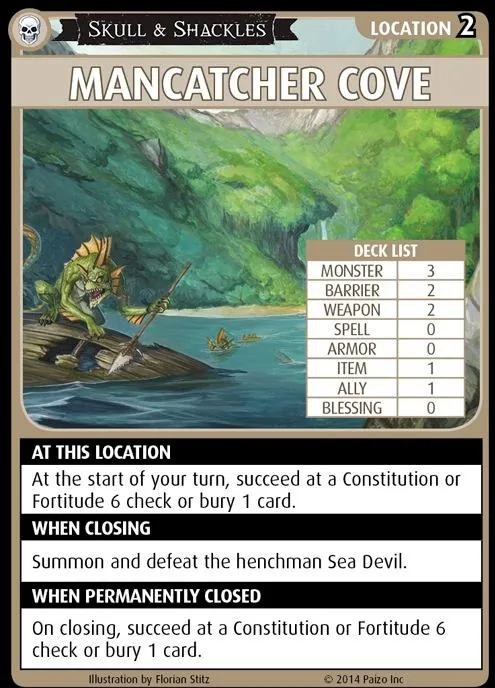 SKULL & SHACKLES
LOCATION 2
MANCATCHER COVE
DECK LIST
MONSTER 3
BARRIER 2
WEAPON 2
SPELL 0
ARMOR 0
ITEM 1
ALLY 1
BLESSING 0
AT THIS LOCATION
At the start of your turn, succeed at a Constitution or
Fortitude 6 check or bury 1 card.
WHEN CLOSING
Summon and defeat the henchman Sea Devil.
WHEN PERMANENTLY CLOSED
On closing, succeed at a Constitution or Fortitude 6
check or bury 1 card.
Illustration by Florian Stitz
© 2014 Paizo Inc